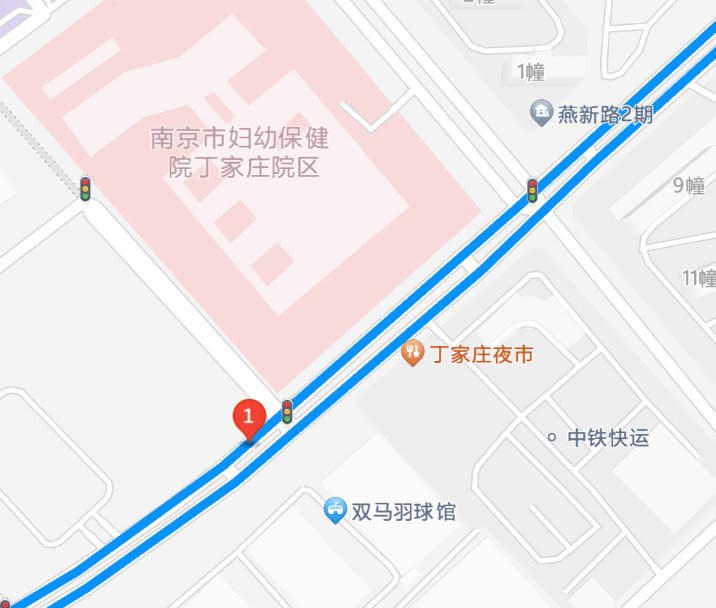 1幢
燕新路2期
南京市妇幼保健
院丁家庄院区
9幢
11幢
丁家庄夜市
1
中铁快运
双马羽球馆